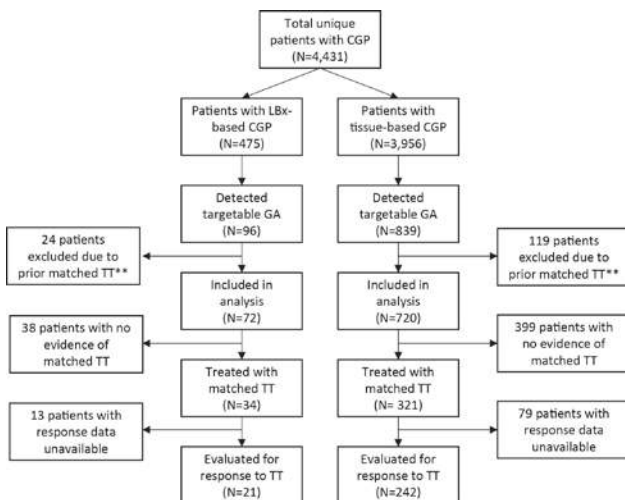 Total unique
patients with CGP
(N=4,431)
Patients with LBx-
based CGP
(N=475)
Patients with
tissue-based CGP
(N=3,956)
Detected
targetable GA
(N=96)
Detected
targetable GA
(N=839)
24 patients
excluded due to
prior matched TT**
119 patients
excluded due to
prior matched TT**
Included in
analysis
(N=72)
Included in
analysis
(N=720)
38 patients with no
evidence of
matched TT
399 patients with
no evidence of
matched TT
Treated with
matched TT
(N=34)
Treated with
matched TT
(N= 321)
13 patients with
response data
unavailable
79 patients with
response data
unavailable
Evaluated for
response to TT
(N=21)
Evaluated for
response to TT
(N=242)